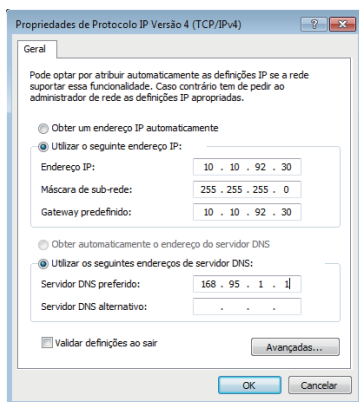 Propriedades de Protocolo IP Versão 4 (TCP/IPv4)
Geral
Pode optar por atribuir automaticamente as definições IP se a rede
suportar essa funcionalidade. Caso contrário tem de pedir ao
administrador de rede as definições IP apropriadas.
Obter um endereço IP automaticamente
Utilizar o seguinte endereço IP:
Endereço IP: 10 . 10 . 92 . 30
Máscara de sub-rede: 255 . 255 . 255 . 0
Gateway predefinido: 10 . 10 . 92 . 30
Obter automaticamente o endereço do servidor DNS
Utilizar os seguintes endereços de servidor DNS:
Servidor DNS preferido: 168 . 95 . 1 . 1
Servidor DNS alternativo: . . .
Validar definições ao sair
Avançadas...
OK Cancelar